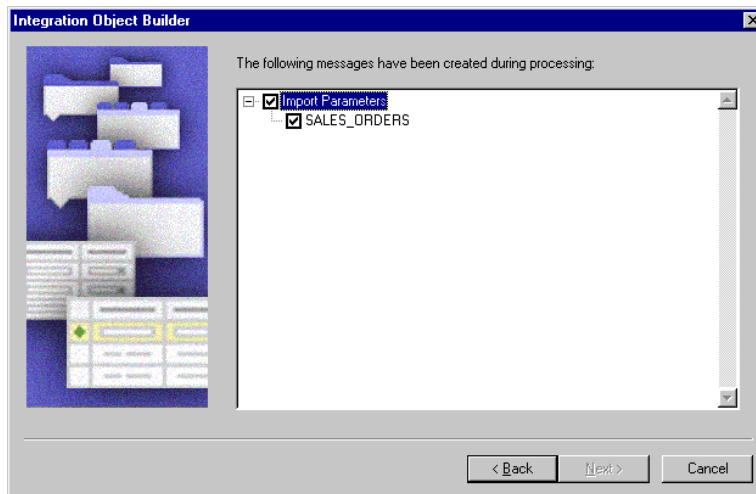 Integration Object Builder
The following messages have been created during processing:
Import Parameters
SALES_ORDERS
< Back
Next >
Cancel